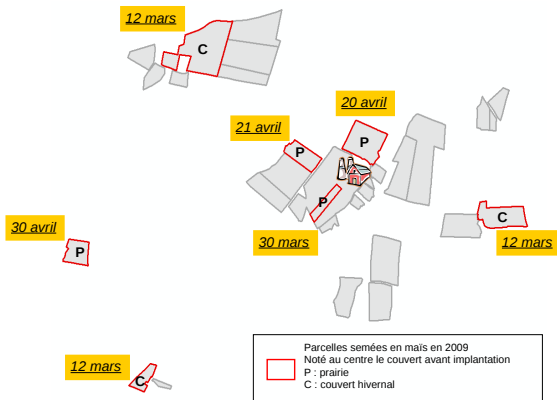 12 mars
C
20 avril
21 avril
P
P
P
C
30 avril
30 mars
12 mars
P
12 mars
C
Parcelles semées en maïs en 2009
Noté au centre le couvert avant implantation
P : prairie
C : couvert hivernal